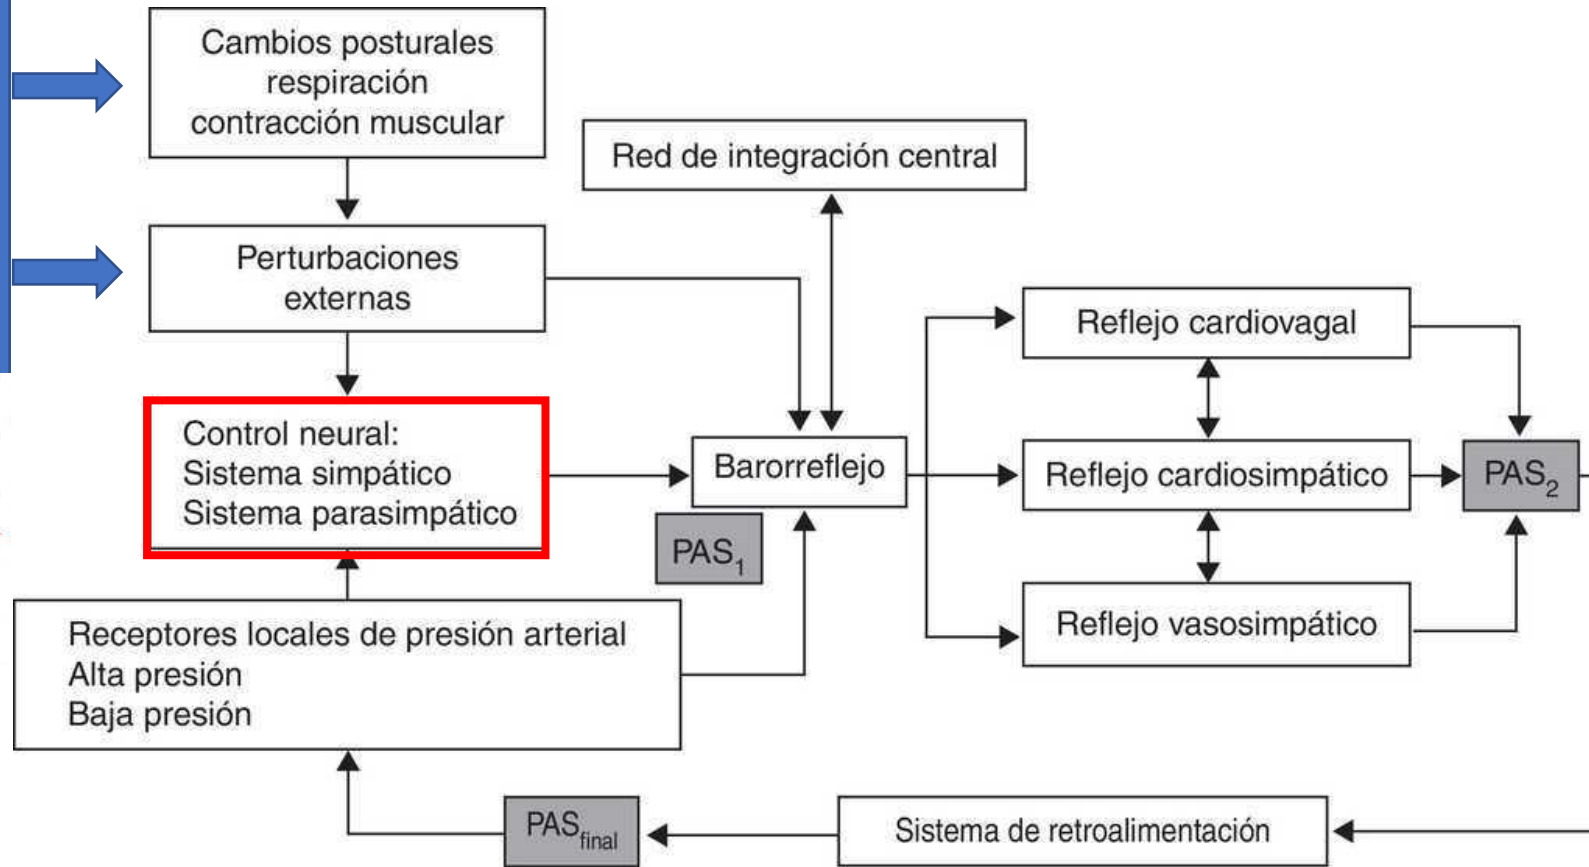 Cambios posturales
respiración
contracción muscular
Red de integración central
Perturbaciones
externas
Reflejo cardiovagal
Control neural:
Sistema simpático
Sistema parasimpático
Barorreflejo
Reflejo cardiosimpático
PAS2
PAS1
Receptores locales de presión arterial
Alta presión
Baja presión
Reflejo vasosimpático
PASfinal
Sistema de retroalimentación